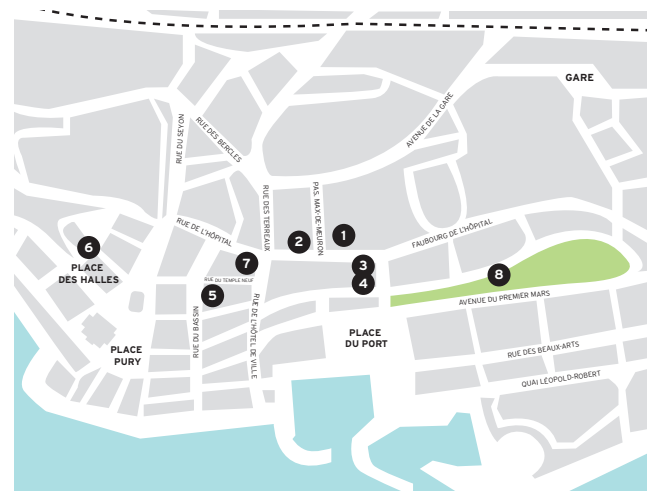 GARE
AVENUE DE LA GARE
RUE DU SEYON
RUE DES BERCLES
RUE DES TERREAUX
PAS. MAX-DE-MEURON
RUE DE L'HÔPITAL
FAUBOURG DE L'HÔPITAL
1
2
6
7
3
4
8
5
PLACE
DES HALLES
RUE DU TEMPLE NEUF
AVENUE DU PREMIER MARS
RUE DU BASSIN
RUE DE L'HÔTEL DE VILLE
PLACE
DU PORT
PLACE
PURY
RUE DES BEAUX-ARTS
QUAI LÉOPOLD-ROBERT